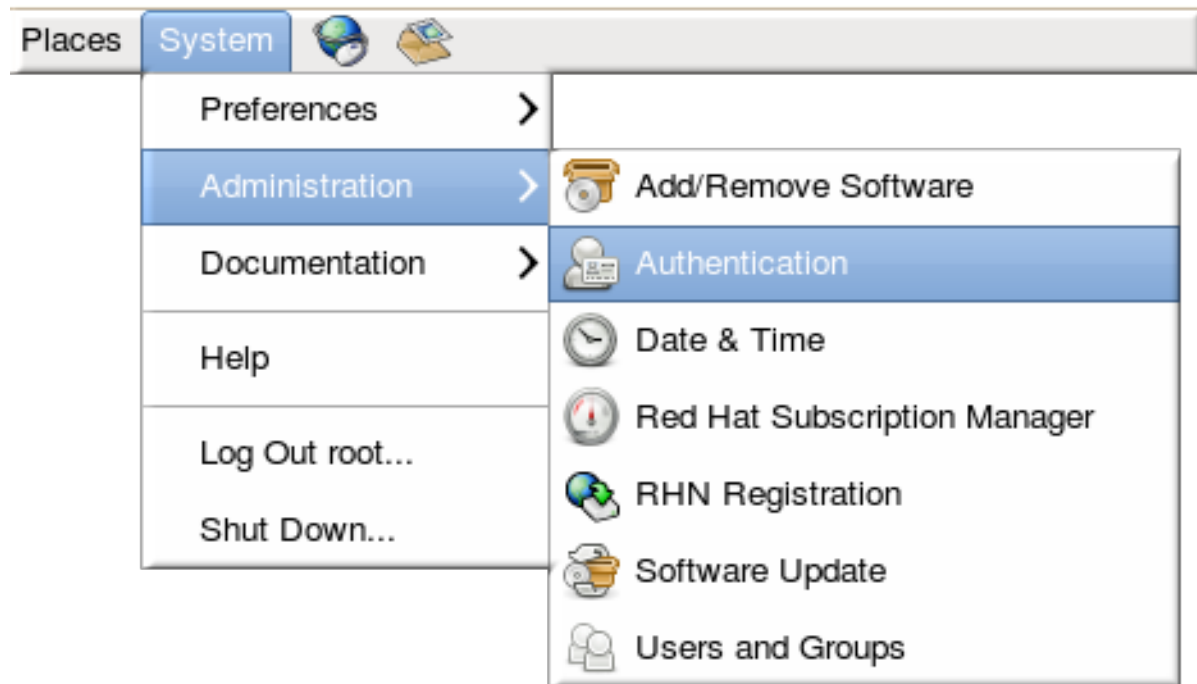 Places System
Preferences
Administration
Documentation
Help
Log Out root...
Shut Down...
Add/Remove Software
Authentication
Date & Time
Red Hat Subscription Manager
RHN Registration
Software Update
Users and Groups